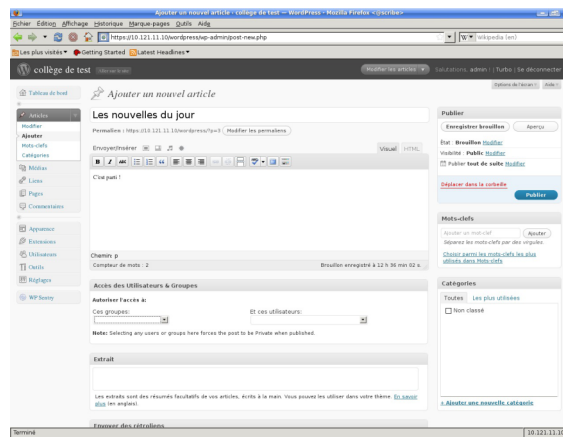 Ajouter un nouvel article · collège de test — WordPress - Mozilla Firefox <@scribe>
Fichier Édition Affichage Historique Marque-pages Outils Aide
https://10.121.11.10/wordpress/wp-admin/post-new.php
Wikipedia (en)
Les plus visités Getting Started Latest Headlines
collège de test
Modifier les articles
Salutations, admin ! | Turbo | Se déconnecter
Options de l'écran Aide
Tableau de bord
Articles
Modifier
Ajouter
Mots-clefs
Catégories
Médias
Liens
Pages
Commentaires
Apparence
Extensions
Utilisateurs
Outils
Réglages
WP Sentry
Ajouter un nouvel article
Les nouvelles du jour
Permalien : https://10.121.11.10/wordpress/?p=3 Modifier les permaliens
Envoyer/Insérer
Visuel HTML
B I ABC
C'est parti !
Chemin: p
Compteur de mots : 2
Brouillon enregistré à 12 h 36 min 02 s.
Accès des Utilisateurs & Groupes
Autoriser l'accès à:
Ces groupes:
Et ces utilisateurs:
Note: Selecting any users or groups here forces the post to be Private when published.
Extrait
Les extraits sont des résumés facultatifs de vos articles, écrits à la main. Vous pouvez les utiliser dans votre thème. En savoir
plus (en anglais).
Envoyer des rétroliens
Publier
Enregistrer brouillon Aperçu
État : Brouillon Modifier
Visibilité : Public Modifier
Publier tout de suite Modifier
Déplacer dans la corbeille
Publier
Mots-clefs
Ajouter un mot-clef Ajouter
Séparez les mots-clefs par des virgules.
Choisir parmi les mots-clefs les plus
utilisés dans Mots-clefs
Catégories
Toutes Les plus utilisées
Non classé
+ Ajouter une nouvelle catégorie
Terminé
10.121.11.10